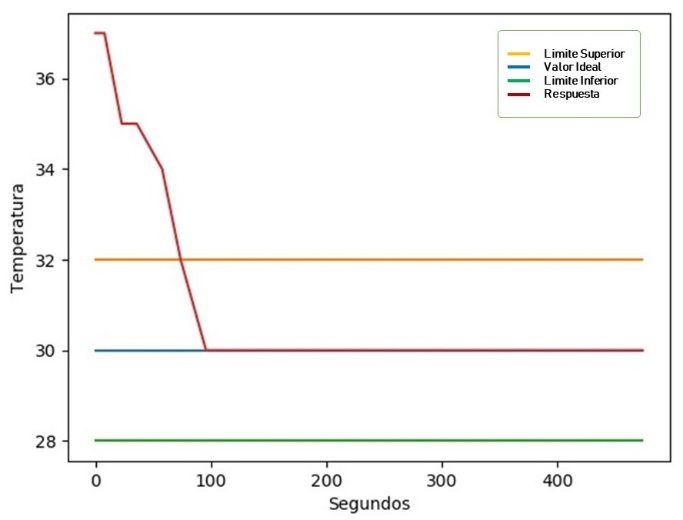 Limite Superior
Valor Ideal
Limite Inferior
Respuesta
Temperatura
36
34
32
30
28
0 100 200 300 400
Segundos